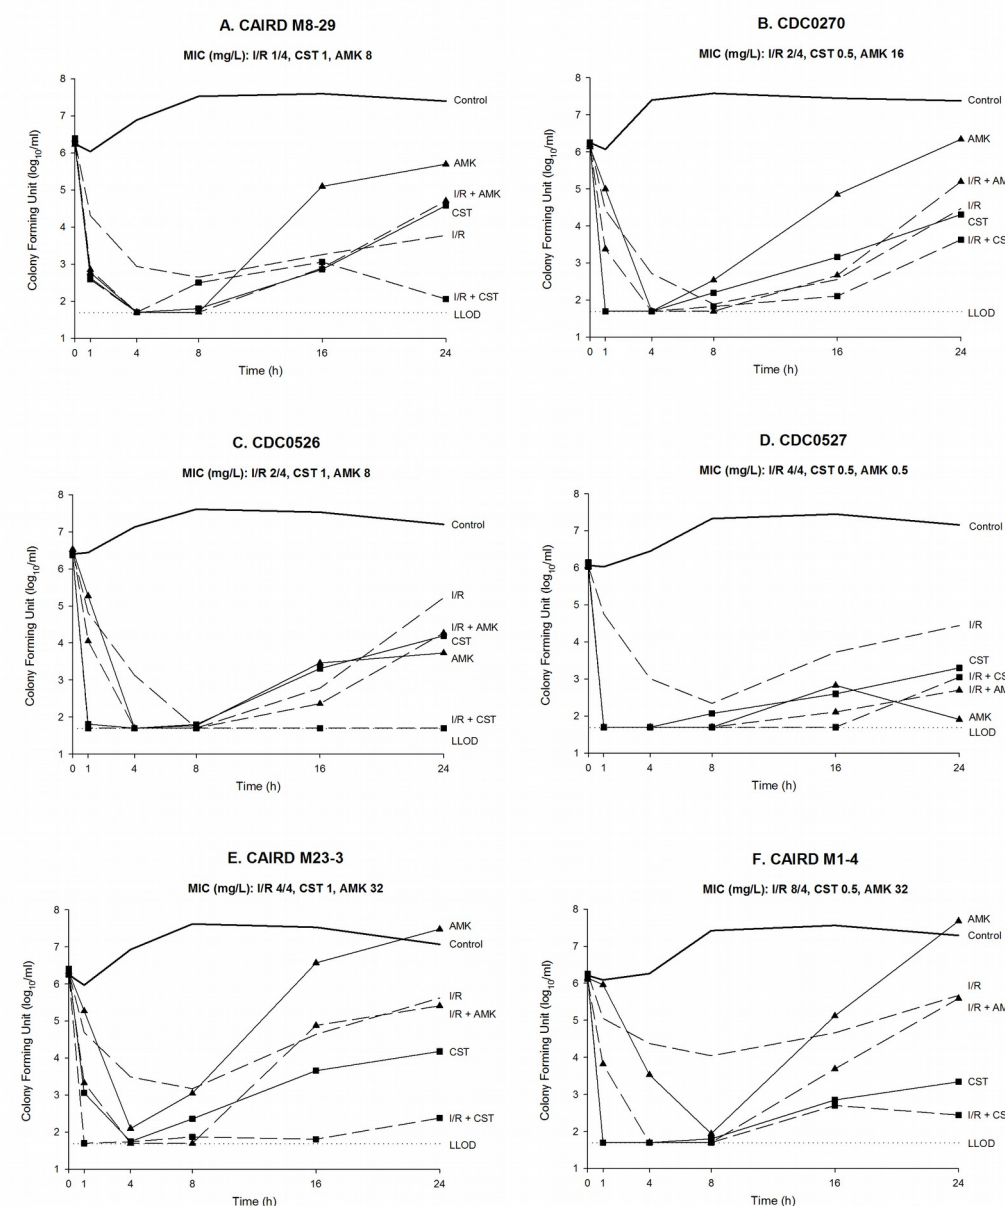 A. CAIRD M8-29
MIC (mg/L): I/R 1/4, CST 1, AMK 8
Colony Forming Unit (log10/ml)
8
7
6
5
4
3
2
1
Control
AMK
I/R + AMK
CST
I/R
I/R + CST
LLOD
0 1 4 8 16 24
Time (h)
B. CDC0270
MIC (mg/L): I/R 2/4, CST 0.5, AMK 16
Colony Forming Unit (log10/ml)
8
7
6
5
4
3
2
1
Control
AMK
I/R + AM
I/R
CST
I/R + CS
LLOD
0 1 4 8 16 24
Time (h)
C. CDC0526
MIC (mg/L): I/R 2/4, CST 1, AMK 8
Colony Forming Unit (log10/ml)
8
7
6
5
4
3
2
1
Control
I/R
I/R + AMK
CST
AMK
I/R + CST
LLOD
0 1 4 8 16 24
Time (h)
D. CDC0527
MIC (mg/L): I/R 4/4, CST 0.5, AMK 0.5
Colony Forming Unit (log10/ml)
8
7
6
5
4
3
2
1
Control
I/R
CST
I/R + CS
I/R + AM
AMK
LLOD
0 1 4 8 16 24
Time (h)
E. CAIRD M23-3
MIC (mg/L): I/R 4/4, CST 1, AMK 32
Colony Forming Unit (log10/ml)
8
7
6
5
4
3
2
1
AMK
Control
I/R
I/R + AMK
CST
I/R + CST
LLOD
0 1 4 8 16 24
Time (h)
F. CAIRD M1-4
MIC (mg/L): I/R 8/4, CST 0.5, AMK 32
Colony Forming Unit (log10/ml)
8
7
6
5
4
3
2
1
AMK
Control
I/R
I/R + AM
CST
I/R + CS
LLOD
0 1 4 8 16 24
Time (h)